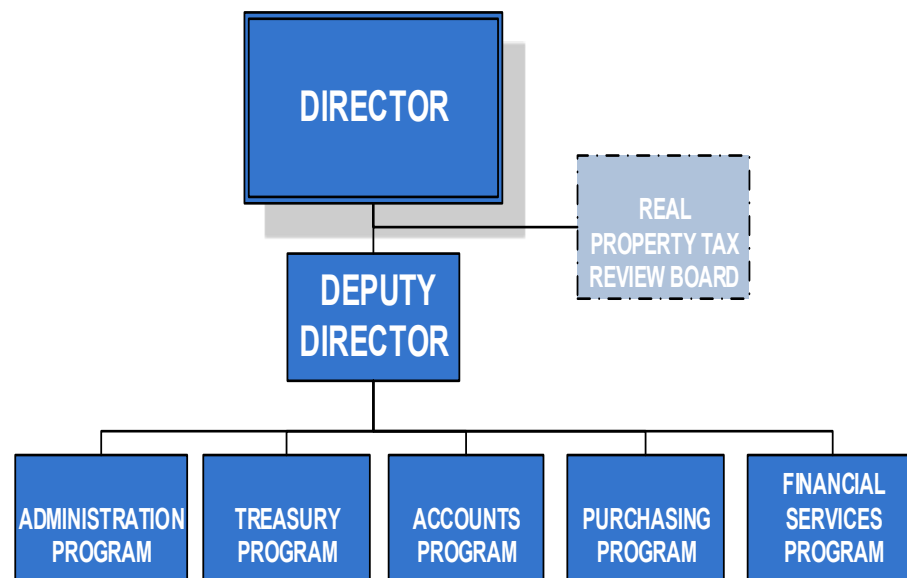 DIRECTOR
REAL
PROPERTY TAX
REVIEW BOARD
DEPUTY
DIRECTOR
ADMINISTRATION
PROGRAM
TREASURY
PROGRAM
ACCOUNTS
PROGRAM
PURCHASING
PROGRAM
FINANCIAL
SERVICES
PROGRAM